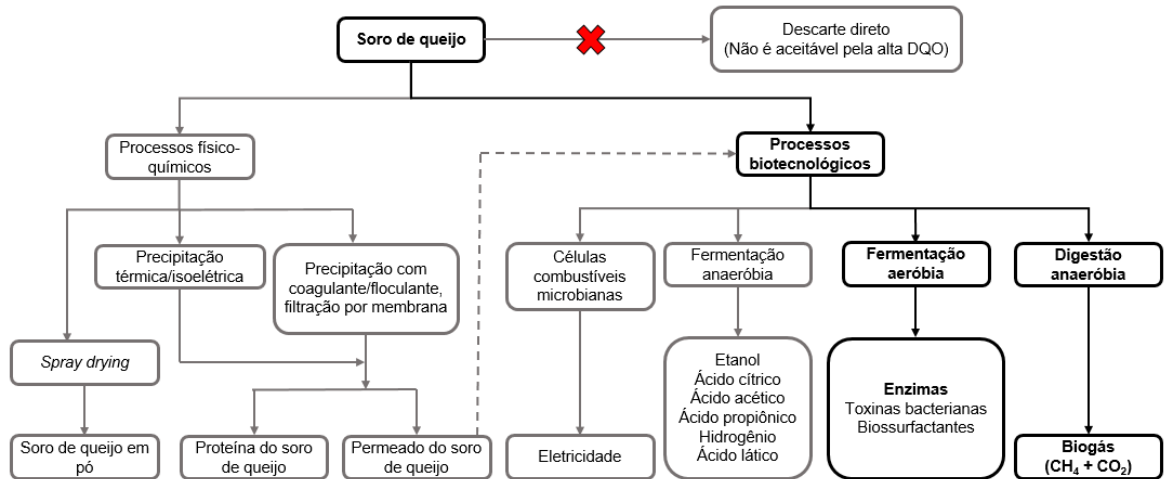 Soro de queijo
Descarte direto
(Não é aceitável pela alta DQO)
Processos físico-
químicos
Processos
biotecnológicos
Precipitação
térmica/isoelétrica
Precipitação com
coagulante/floculante,
filtração por membrana
Células
combustíveis
microbianas
Fermentação
anaeróbia
Fermentação
aeróbia
Digestão
anaeróbia
Spray drying
Etanol
Ácido cítrico
Ácido acético
Ácido propiônico
Hidrogênio
Ácido lático
Enzimas
Toxinas bacterianas
Biossurfactantes
Soro de queijo em
pó
Proteína do soro
de queijo
Permeado do soro
de queijo
Eletricidade
Biogás
(CH₄ + CO₂)